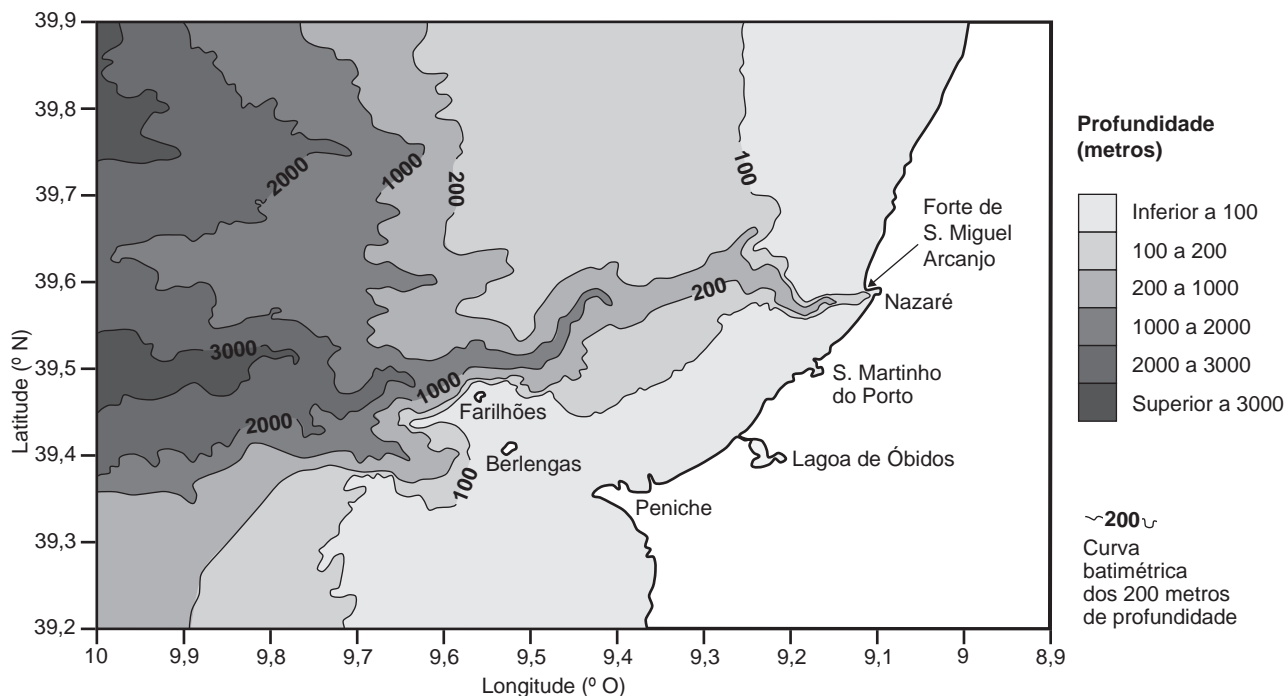 39,9
39,8
39,7
39,6
39,5
39,4
39,3
39,2
Latitude (º N)
10
9,9
9,8
9,7
9,6
9,5
9,4
9,3
9,2
9,1
9
8,9
Longitude (º O)
2000
1000
200
100
200
3000
1000
2000
100
Farilhões
Berlengas
Peniche
Forte de
S. Miguel
Arcanjo
Nazaré
S. Martinho
do Porto
Lagoa de Óbidos
Profundidade
(metros)
Inferior a 100
100 a 200
200 a 1000
1000 a 2000
2000 a 3000
Superior a 3000
200
Curva
batimétrica
dos 200 metros
de profundidade